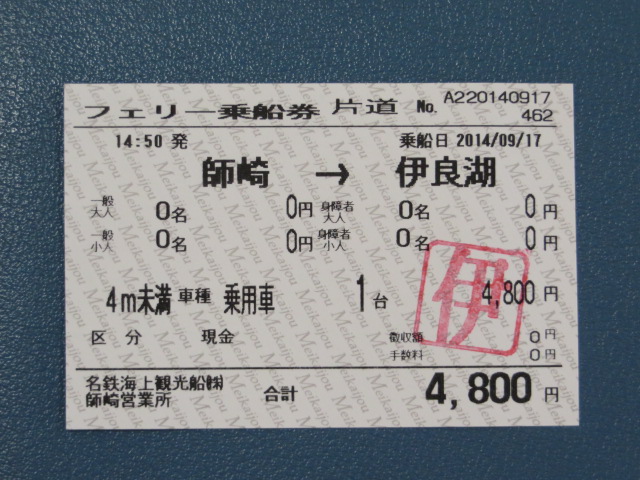 フェリー乗船券 片道 No. A220140917
462
14:50 発 乗船日 2014/09/17
師崎 → 伊良湖
一般大人 0名 0円 身障者大人 0名 0円
一般小人 0名 0円 身障者小人 0名 0円
4m未満 車種 乗用車 1台 4,800円
伊
区分 現金 徴収額 0円
手数料 0円
名鉄海上観光船㈱
師崎営業所 合計 4,800円
Meikaijou